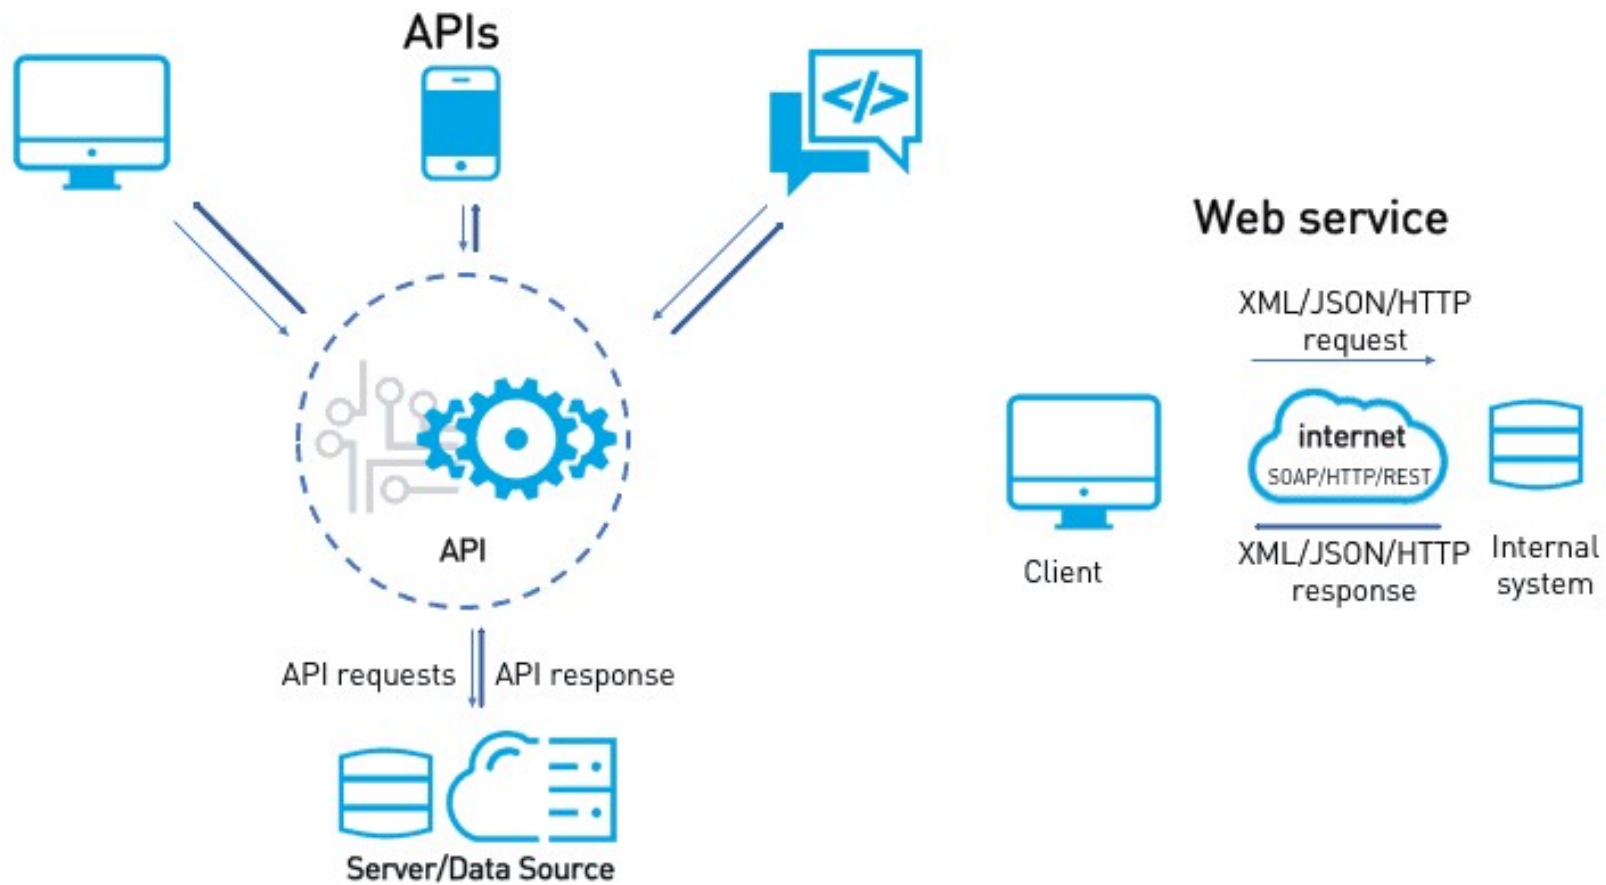 APIs
</>
API
API requests
API response
Server/Data Source
Web service
XML/JSON/HTTP
request
internet
SOAP/HTTP/REST
XML/JSON/HTTP
response
Client
Internal
system